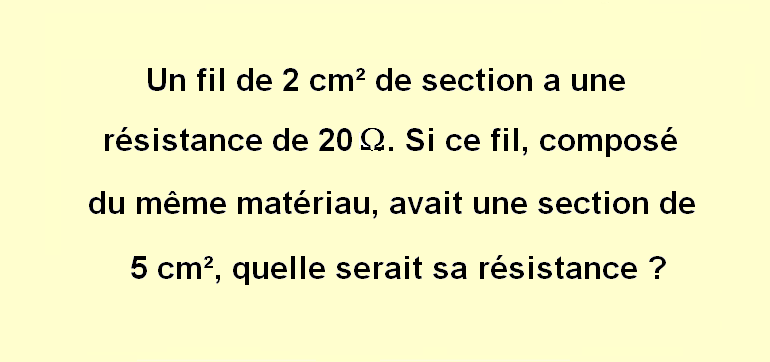 Un fil de 2 cm² de section a une
résistance de 20 Ω. Si ce fil, composé
du même matériau, avait une section de
5 cm², quelle serait sa résistance ?